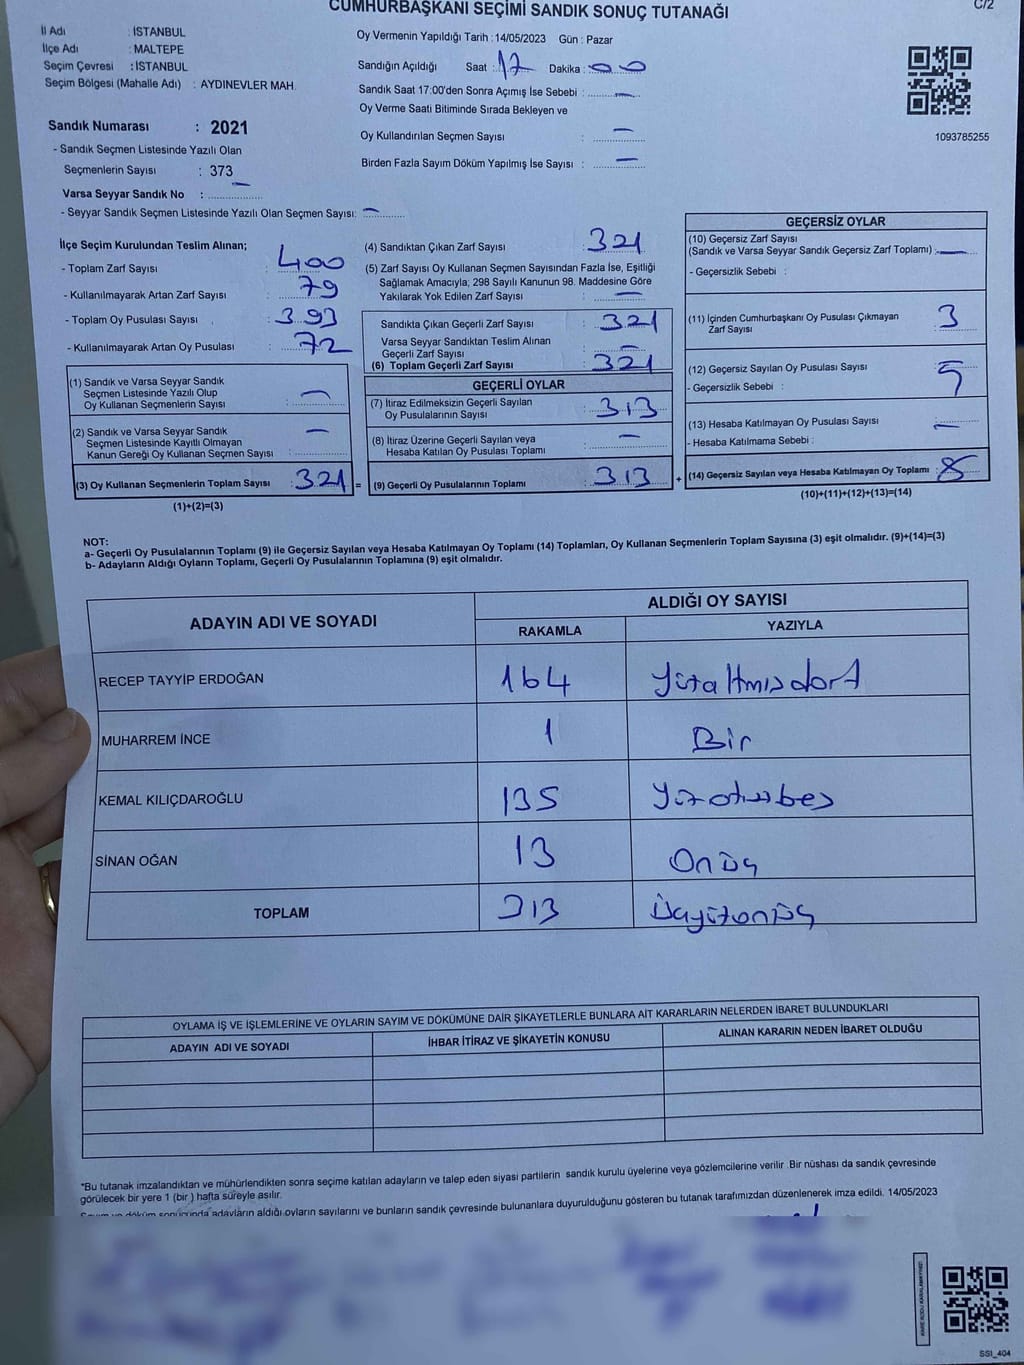 CUMHURBAŞKANI SEÇİMİ SANDIK SONUÇ TUTANAĞI
C/2
İl Adı : İSTANBUL
İlçe Adı : MALTEPE
Seçim Çevresi : İSTANBUL
Seçim Bölgesi (Mahalle Adı) : AYDINEVLER MAH.
Sandık Numarası : 2021
- Sandık Seçmen Listesinde Yazılı Olan
Seçmenlerin Sayısı : 373
Varsa Seyyar Sandık No : —
- Seyyar Sandık Seçmen Listesinde Yazılı Olan Seçmen Sayısı: —
Oy Vermenin Yapıldığı Tarih : 14/05/2023 Gün : Pazar
Sandığın Açıldığı Saat : 17 Dakika : 00
Sandık Saat 17:00'den Sonra Açımış İse Sebebi : —
Oy Verme Saati Bitiminde Sırada Bekleyen ve
Oy Kullandırılan Seçmen Sayısı : —
Birden Fazla Sayım Döküm Yapılmış İse Sayısı : —
1093785255
İlçe Seçim Kurulundan Teslim Alınan;
- Toplam Zarf Sayısı : 400
- Kullanılmayarak Artan Zarf Sayısı : 79
- Toplam Oy Pusulası Sayısı : 393
- Kullanılmayarak Artan Oy Pusulası : 72
(1) Sandık ve Varsa Seyyar Sandık
Seçmen Listesinde Yazılı Olup
Oy Kullanan Seçmenlerin Sayısı : —
(2) Sandık ve Varsa Seyyar Sandık
Seçmen Listesinde Kayıtlı Olmayan
Kanun Gereği Oy Kullanan Seçmen Sayısı : —
(3) Oy Kullanan Seçmenlerin Toplam Sayısı : 321 =
(1)+(2)=(3)
(4) Sandıktan Çıkan Zarf Sayısı : 321
(5) Zarf Sayısı Oy Kullanan Seçmen Sayısından Fazla İse, Eşitliği
Sağlamak Amacıyla; 298 Sayılı Kanunun 98. Maddesine Göre
Yakılarak Yok Edilen Zarf Sayısı : —
Sandıkta Çıkan Geçerli Zarf Sayısı : 321
Varsa Seyyar Sandıktan Teslim Alınan
Geçerli Zarf Sayısı : —
(6) Toplam Geçerli Zarf Sayısı : 321
GEÇERLİ OYLAR
(7) İtiraz Edilmeksizin Geçerli Sayılan
Oy Pusulalarının Sayısı : 313
(8) İtiraz Üzerine Geçerli Sayılan veya
Hesaba Katılan Oy Pusulası Toplamı : —
(9) Geçerli Oy Pusulalarının Toplamı : 313 +
GEÇERSİZ OYLAR
(10) Geçersiz Zarf Sayısı
(Sandık ve Varsa Seyyar Sandık Geçersiz Zarf Toplamı) : —
- Geçersizlik Sebebi :
(11) İçinden Cumhurbaşkanı Oy Pusulası Çıkmayan
Zarf Sayısı : 3
(12) Geçersiz Sayılan Oy Pusulası Sayısı : 5
- Geçersizlik Sebebi :
(13) Hesaba Katılmayan Oy Pusulası Sayısı : —
- Hesaba Katılmama Sebebi :
(14) Geçersiz Sayılan veya Hesaba Katılmayan Oy Toplamı : 8
(10)+(11)+(12)+(13)=(14)
NOT:
a- Geçerli Oy Pusulalarının Toplamı (9) ile Geçersiz Sayılan veya Hesaba Katılmayan Oy Toplamı (14) Toplamları, Oy Kullanan Seçmenlerin Toplam Sayısına (3) eşit olmalıdır. (9)+(14)=(3)
b- Adayların Aldığı Oyların Toplamı, Geçerli Oy Pusulalarının Toplamına (9) eşit olmalıdır.
ADAYIN ADI VE SOYADI
ALDIĞI OY SAYISI
RAKAMLA YAZIYLA
RECEP TAYYİP ERDOĞAN 164 Yüzaltmışdört
MUHARREM İNCE 1 Bir
KEMAL KILIÇDAROĞLU 135 Yüzotuzbeş
SİNAN OĞAN 13 Onüç
TOPLAM 313 Üçyüzonüç
OYLAMA İŞ VE İŞLEMLERİNE VE OYLARIN SAYIM VE DÖKÜMÜNE DAİR ŞİKAYETLERLE BUNLARA AİT KARARLARIN NELERDEN İBARET BULUNDUKLARI
ADAYIN ADI VE SOYADI İHBAR İTİRAZ VE ŞİKAYETİN KONUSU ALINAN KARARIN NEDEN İBARET OLDUĞU
*Bu tutanak imzalandıktan ve mühürlendikten sonra seçime katılan adayların ve talep eden siyasi partilerin sandık kurulu üyelerine veya gözlemcilerine verilir .Bir nüshası da sandık çevresinde
görülecek bir yere 1 (bir ) hafta süreyle asılır.
Sayım ve döküm sonucunda adayların aldığı oyların sayılarını ve bunların sandık çevresinde bulunanlara duyurulduğunu gösteren bu tutanak tarafımızdan düzenlenerek imza edildi. 14/05/2023
KARE KODU KARALAMAYINIZ!
SSI_404